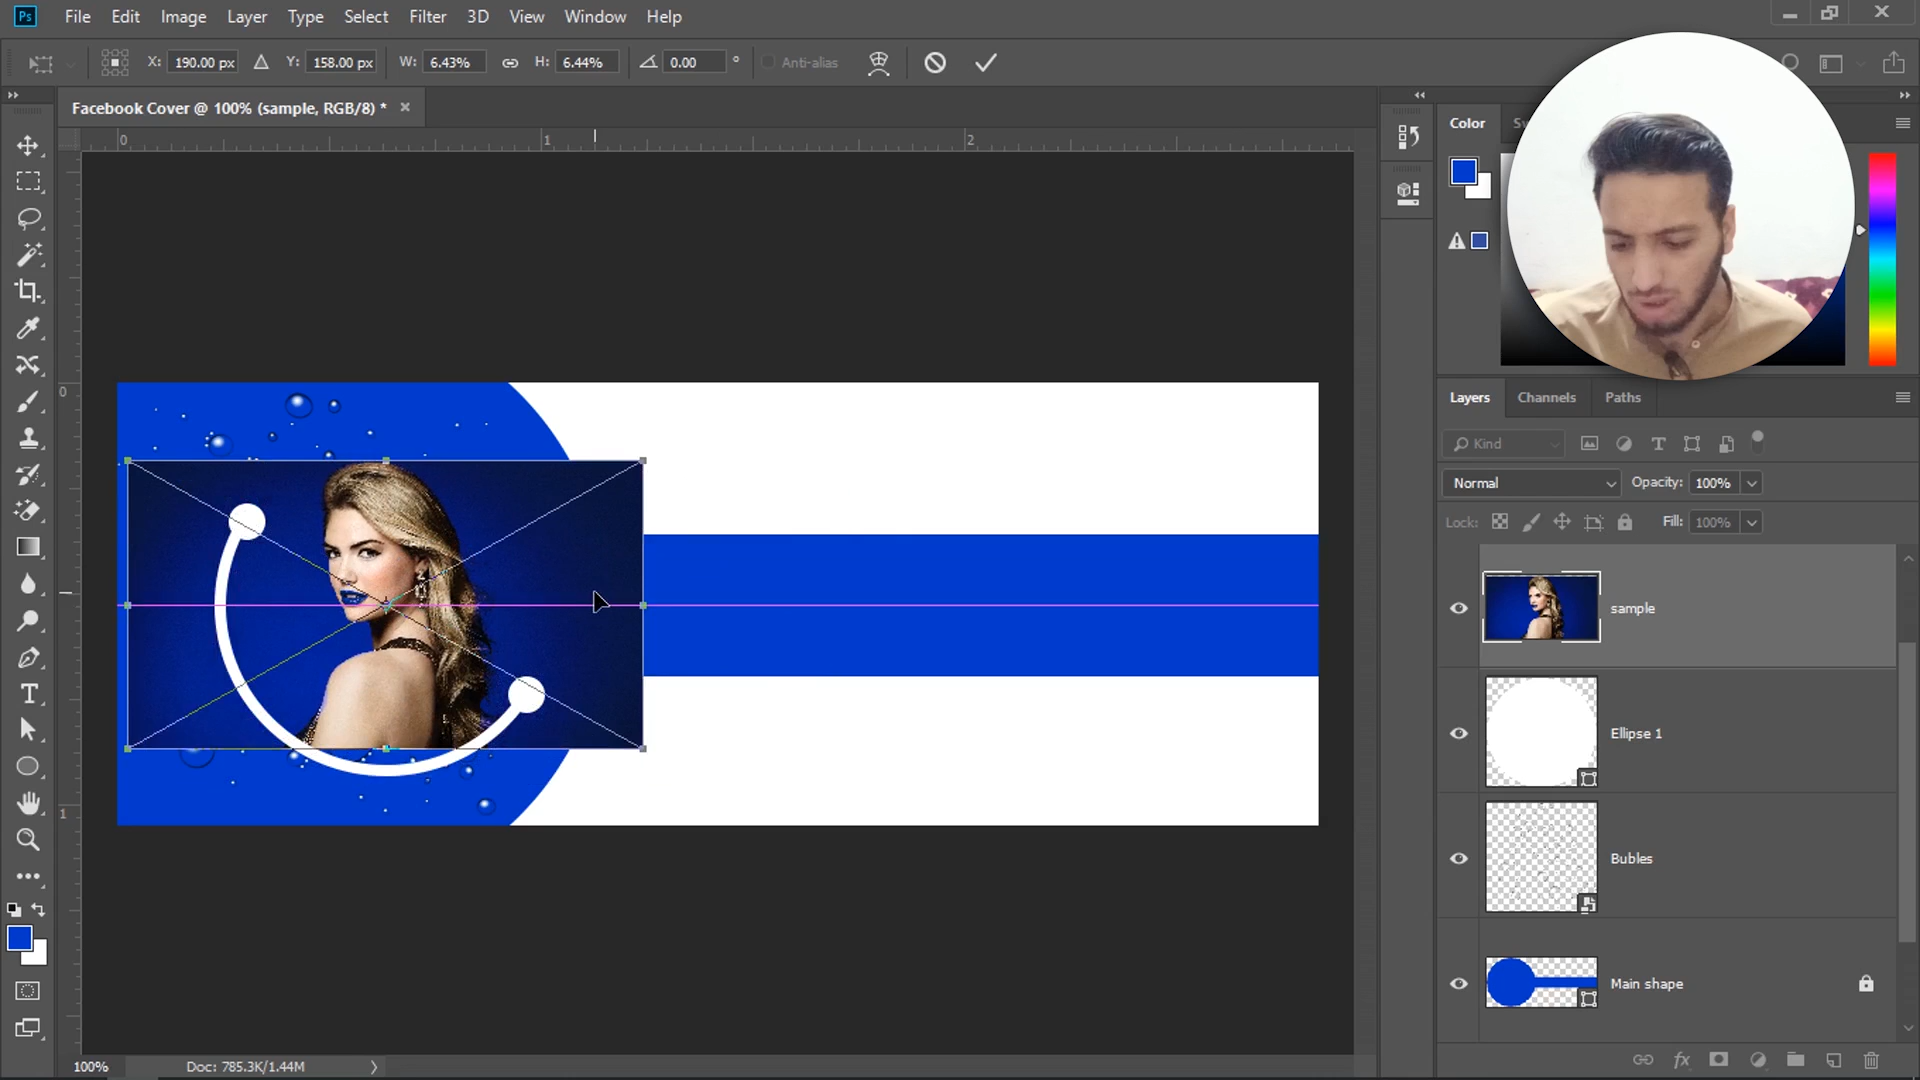 Ps File Edit Image Layer Type Select Filter 3D View Window Help
X: 190.00 px Y: 158.00 px W: 6.43% H: 6.44% 0.00 ° Anti-alias
Facebook Cover @ 100% (sample, RGB/8) * ×
Color
0 1 2
0
1
Layers Channels Paths
Kind
Normal Opacity: 100%
Lock: Fill: 100%
sample
Ellipse 1
Bubles
Main shape
fx
100% Doc: 785.3K/1.44M